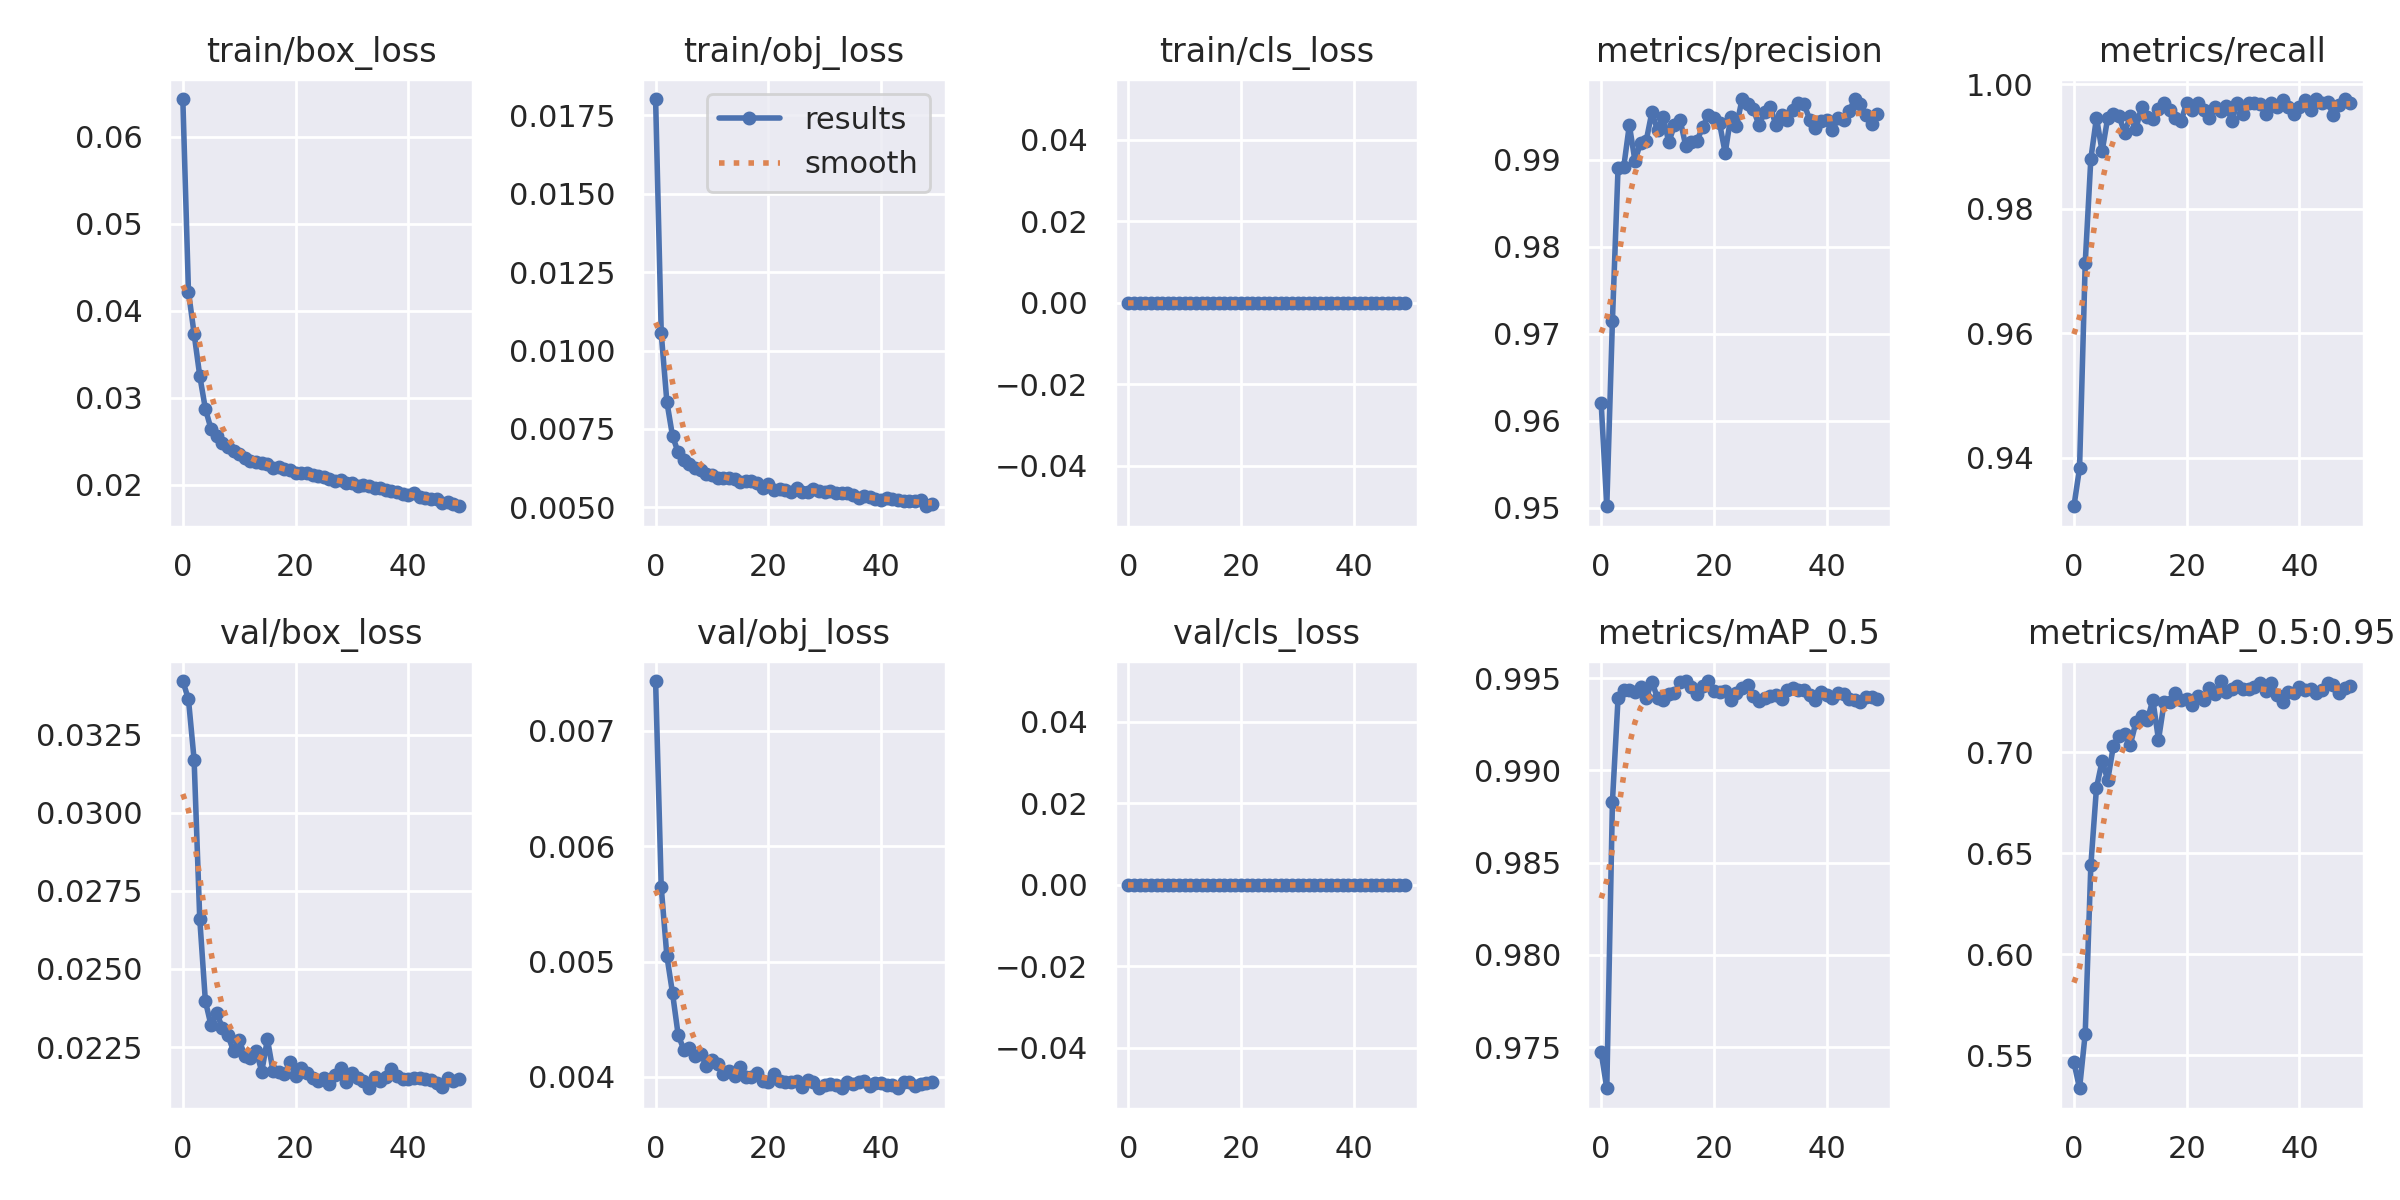 train/box_loss
0.06
0.05
0.04
0.03
0.02
0 20 40
train/obj_loss
results
smooth
0.0175
0.0150
0.0125
0.0100
0.0075
0.0050
0 20 40
train/cls_loss
0.04
0.02
0.00
−0.02
−0.04
0 20 40
metrics/precision
0.99
0.98
0.97
0.96
0.95
0 20 40
metrics/recall
1.00
0.98
0.96
0.94
0 20 40
val/box_loss
0.0325
0.0300
0.0275
0.0250
0.0225
0 20 40
val/obj_loss
0.007
0.006
0.005
0.004
0 20 40
val/cls_loss
0.04
0.02
0.00
−0.02
−0.04
0 20 40
metrics/mAP_0.5
0.995
0.990
0.985
0.980
0.975
0 20 40
metrics/mAP_0.5:0.95
0.70
0.65
0.60
0.55
0 20 40